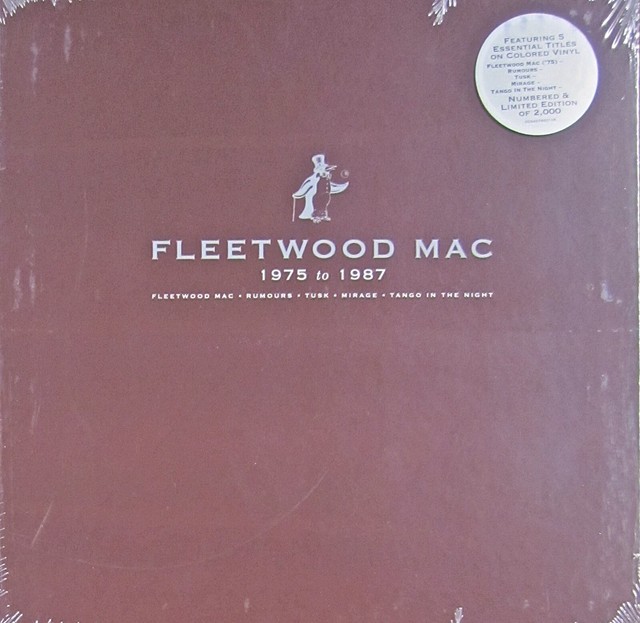 FEATURING 5
ESSENTIAL TITLES
ON COLORED VINYL
FLEETWOOD MAC ('75) –
RUMOURS –
TUSK –
MIRAGE –
TANGO IN THE NIGHT –
NUMBERED &
LIMITED EDITION
OF 2,000
FLEETWOOD MAC
1975 to 1987
FLEETWOOD MAC • RUMOURS • TUSK • MIRAGE • TANGO IN THE NIGHT